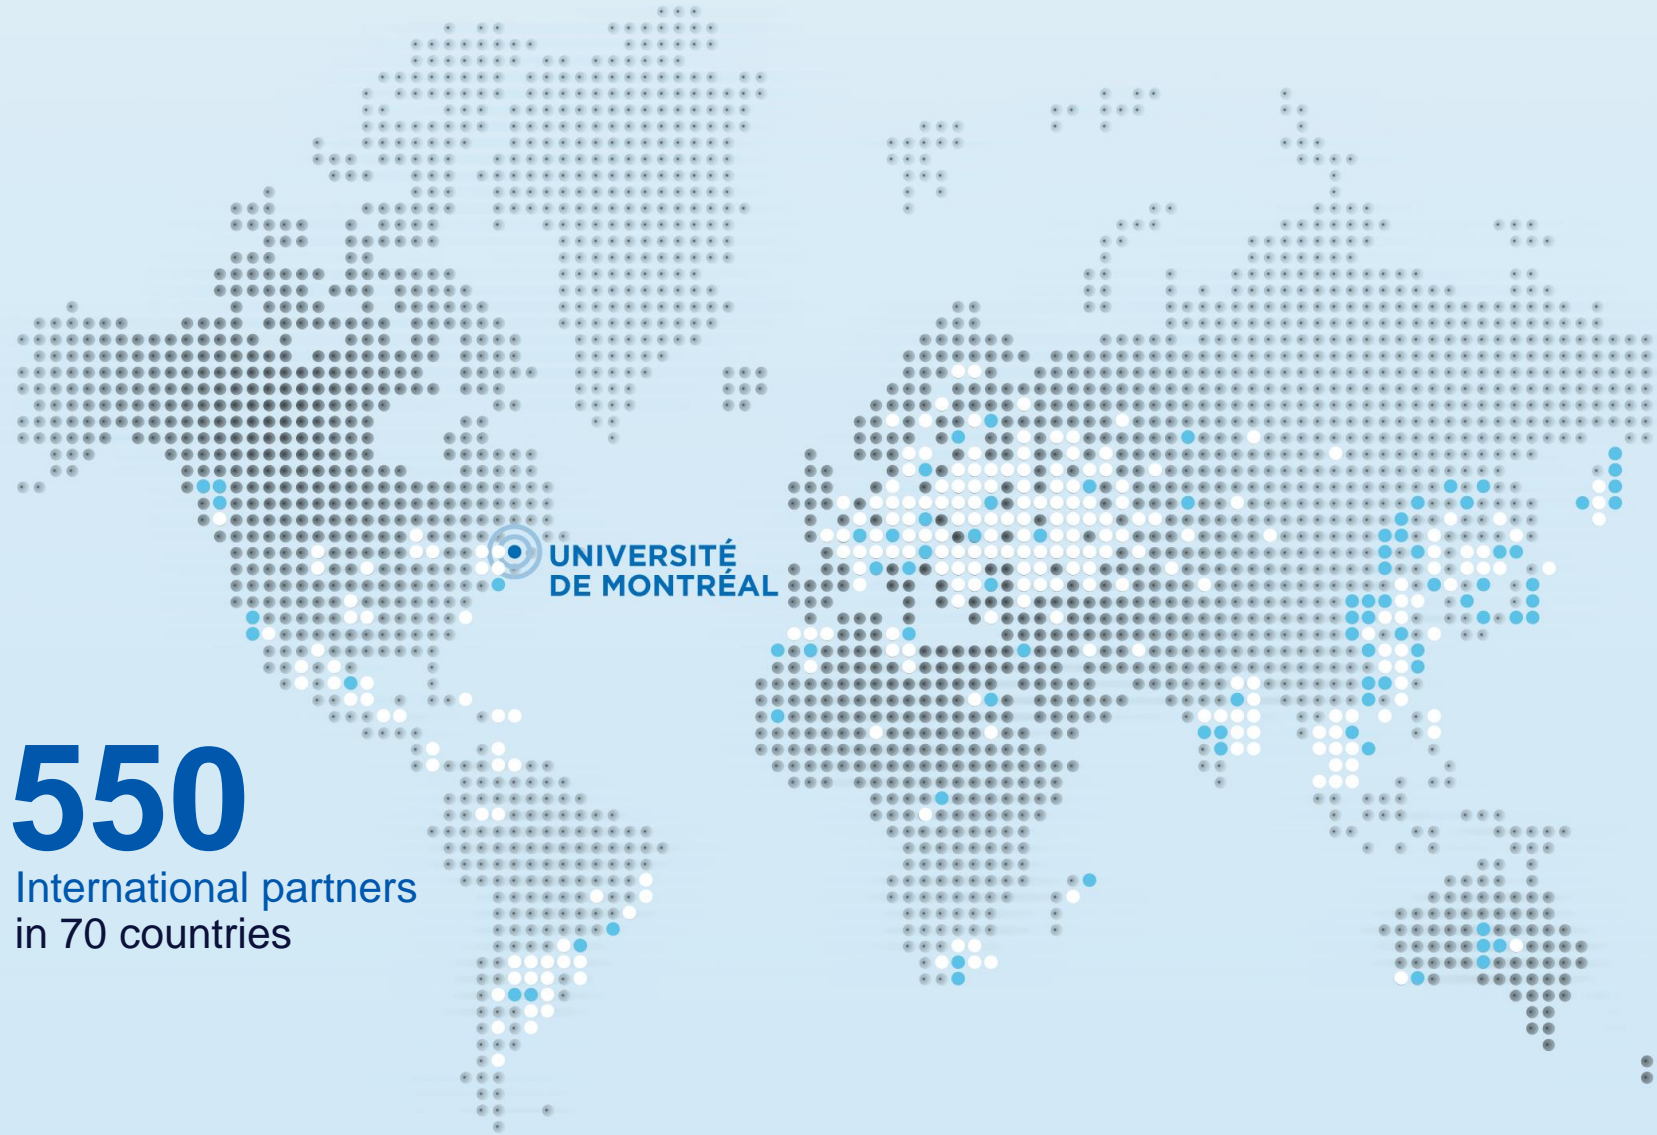 UNIVERSITÉ
DE MONTRÉAL
550
International partners
in 70 countries